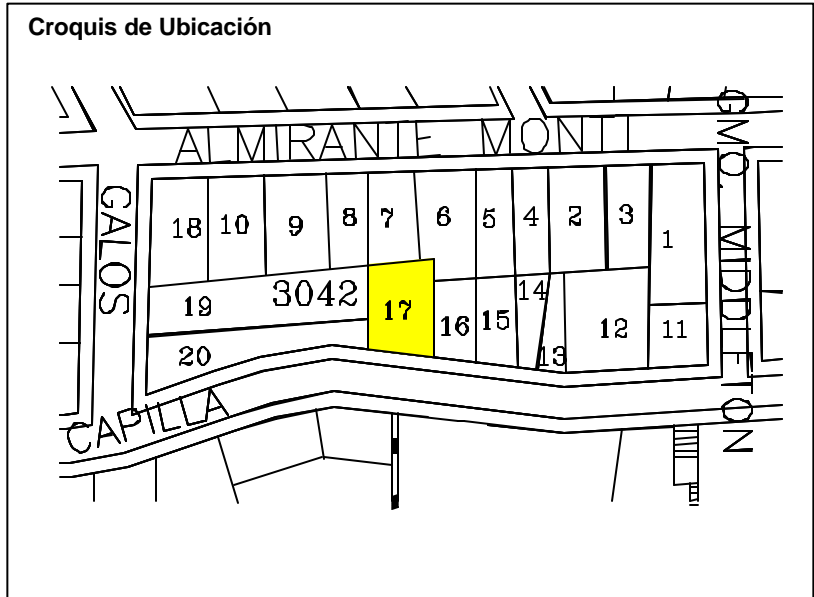 Croquis de Ubicación
ALMIRANTE MONTT
GALOS
GMO. MIDDLETON
18 10 9 8 7 6 5 4 2 3 1
19 3042 17 16 15 14 13 12 11
20
CAPILLA